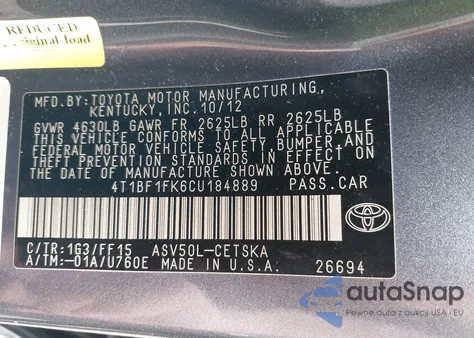 REDUCED
original load
MFD.BY: TOYOTA MOTOR MANUFACTURING,
KENTUCKY, INC. 10/12
GVWR 4630LB GAWR FR 2625LB RR 2625LB
THIS VEHICLE CONFORMS TO ALL APPLICABLE
FEDERAL MOTOR VEHICLE SAFETY, BUMPER, AND
THEFT PREVENTION STANDARDS IN EFFECT ON
THE DATE OF MANUFACTURE SHOWN ABOVE.
4T1BF1FK6CU184889 PASS.CAR
TOYOTA
C/TR: 1G3/FF15 ASV50L-CETSKA
A/TM:-01A/U760E MADE IN U.S.A. 26694
autoSnap
Pewne auto z aukcji USA i EU